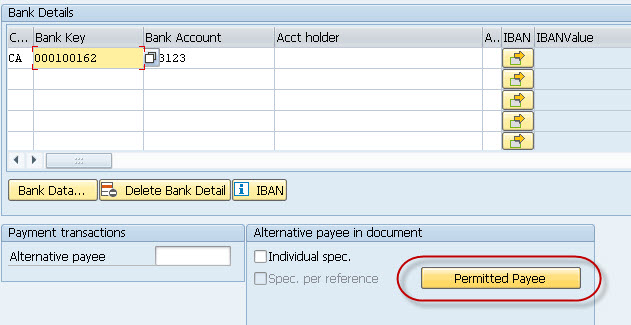 Bank Details
C... Bank Key Bank Account Acct holder A.. IBAN IBANValue
CA 000100162 3123
Bank Data... Delete Bank Detail IBAN
Payment transactions
Alternative payee
Alternative payee in document
Individual spec.
Spec. per reference Permitted Payee